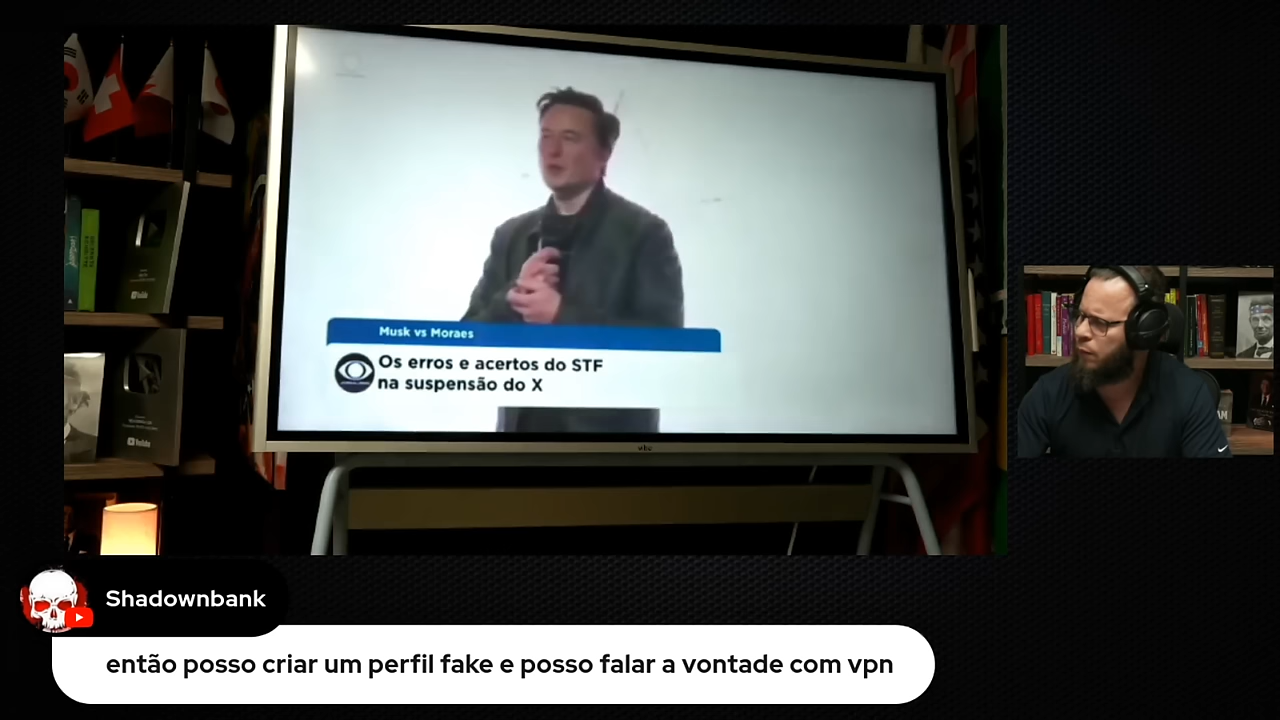 Musk vs Moraes
Os erros e acertos do STF
na suspensão do X
Shadownbank
então posso criar um perfil fake e posso falar a vontade com vpn